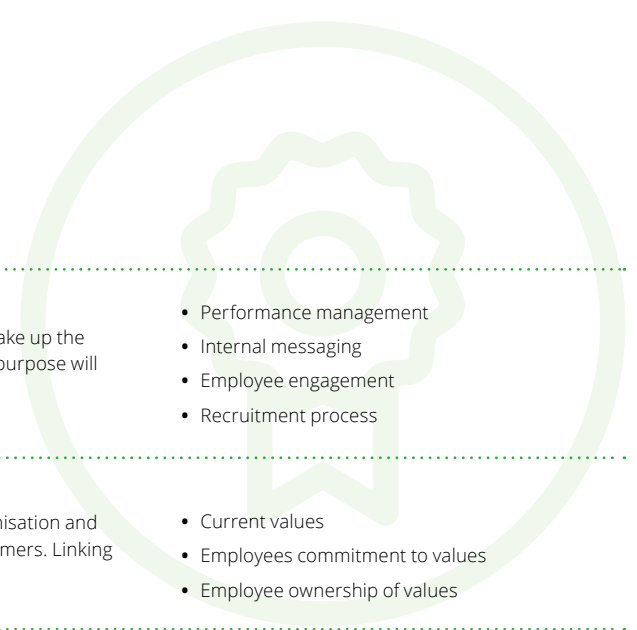 • Performance management
ake up the
• Internal messaging
purpose will
• Employee engagement
• Recruitment process
nisation and
• Current values
mers. Linking
• Employees commitment to values
• Employee ownership of values